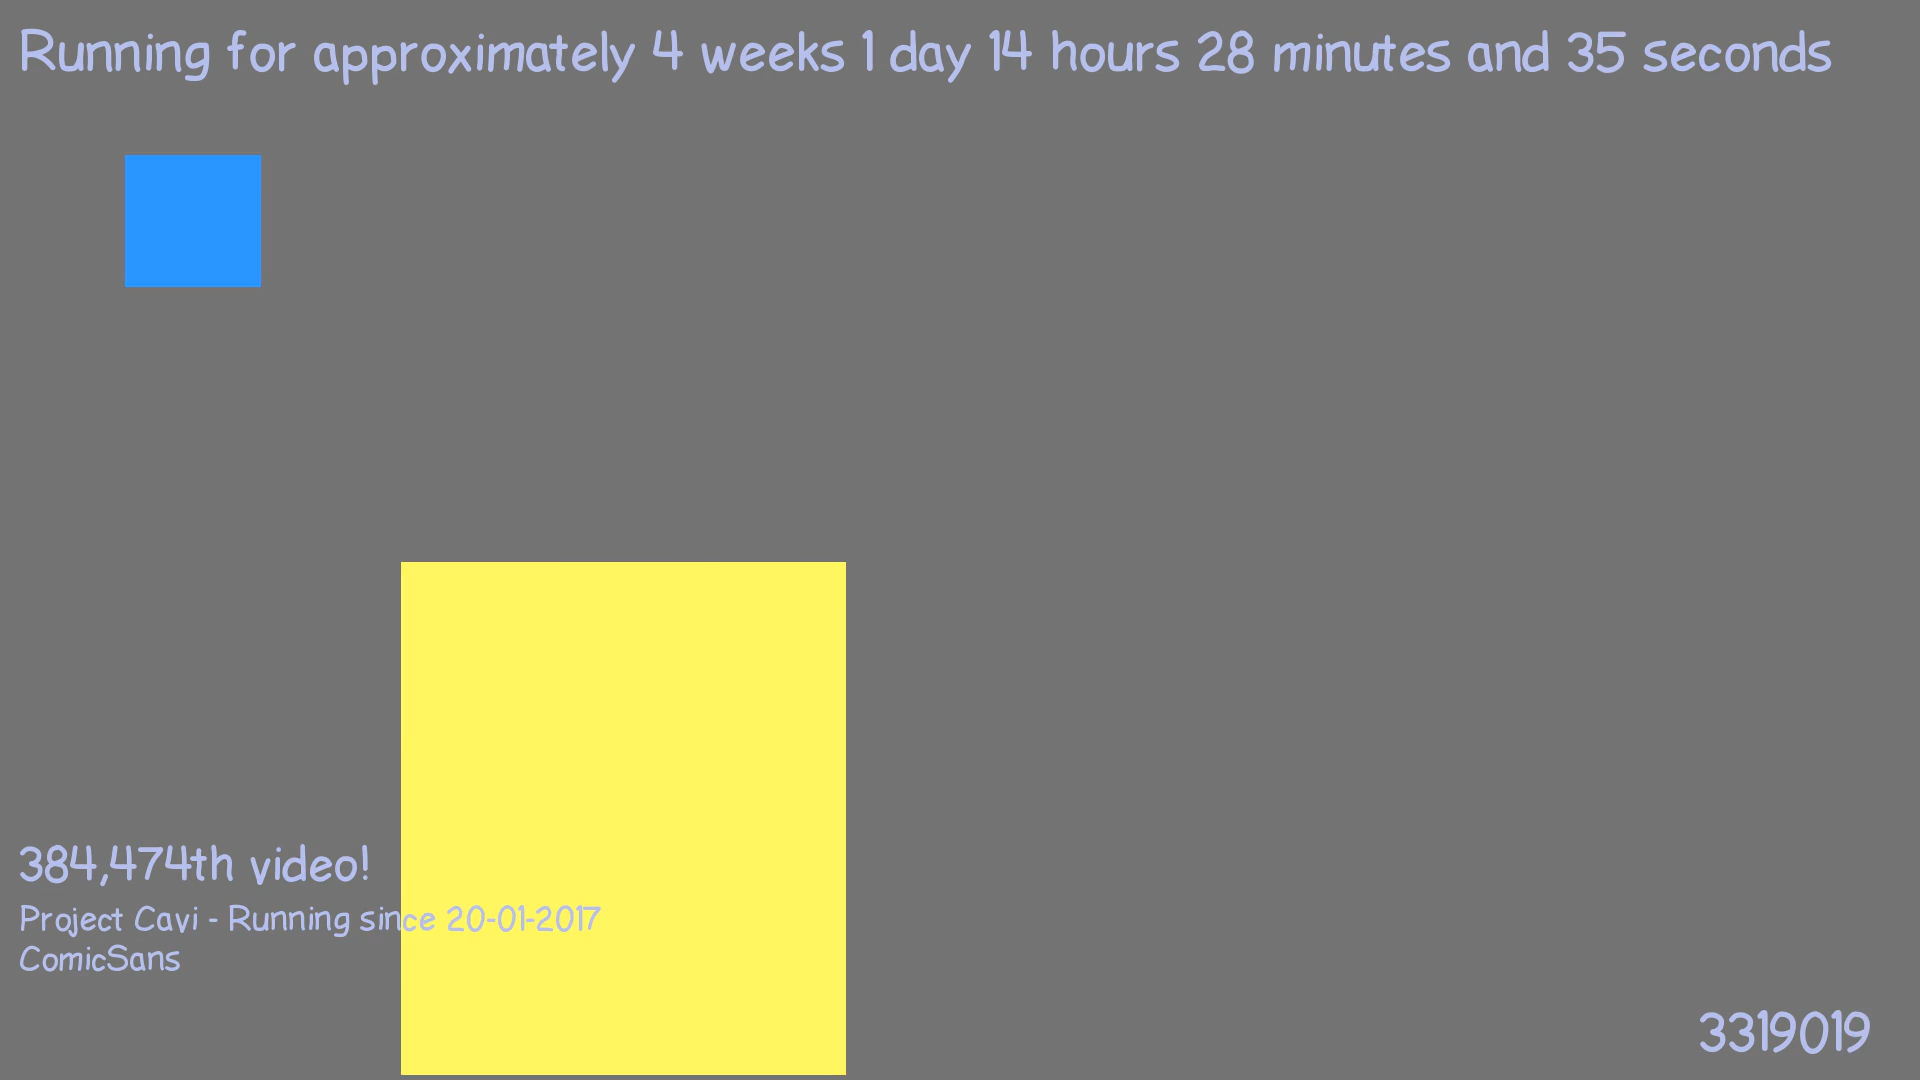 Running for approximately 4 weeks 1 day 14 hours 28 minutes and 35 seconds
384,474th video!
Project Cavi - Running since 20-01-2017
ComicSans
3319019